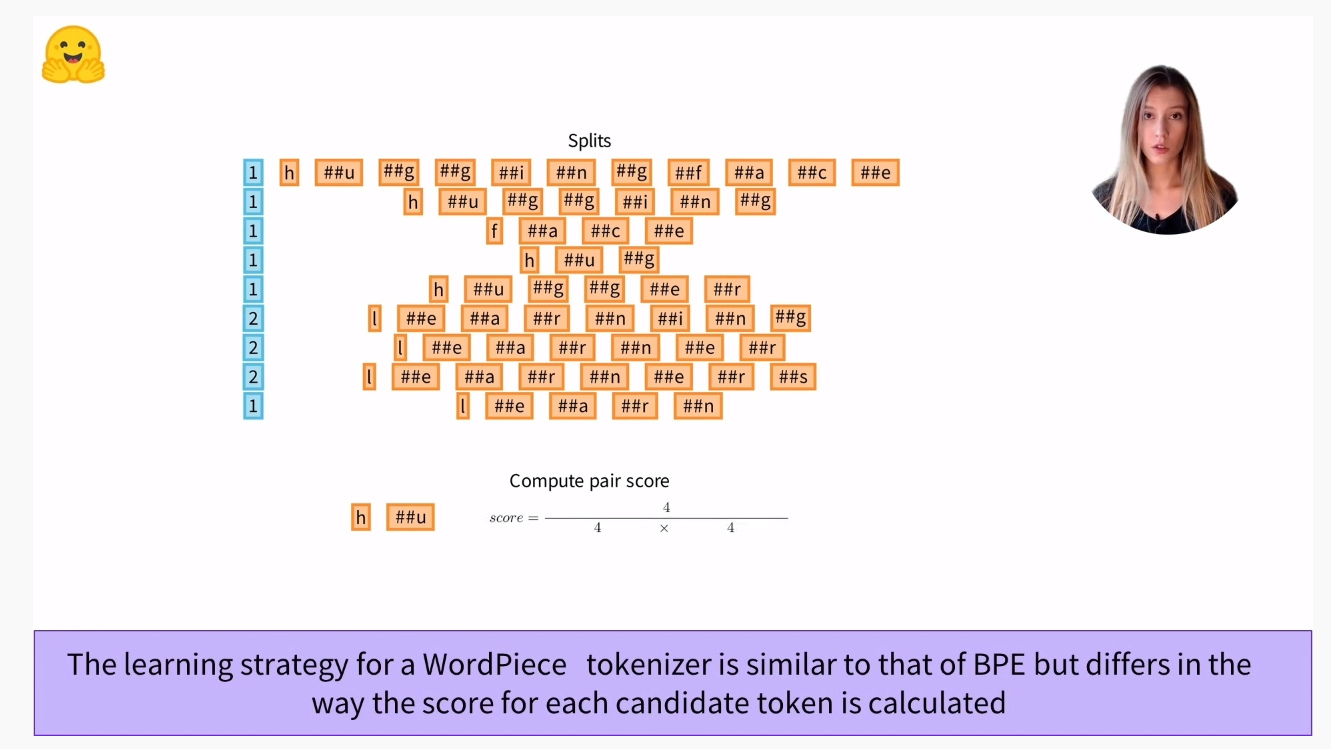 Splits
1 h ##u ##g ##g ##i ##n ##g ##f ##a ##c ##e
1 h ##u ##g ##g ##i ##n ##g
1 f ##a ##c ##e
1 h ##u ##g
1 h ##u ##g ##g ##e ##r
2 l ##e ##a ##r ##n ##i ##n ##g
2 l ##e ##a ##r ##n ##e ##r
2 l ##e ##a ##r ##n ##e ##r ##s
1 l ##e ##a ##r ##n
Compute pair score
4
h ##u score =
4 × 4
The learning strategy for a WordPiece tokenizer is similar to that of BPE but differs in the
way the score for each candidate token is calculated